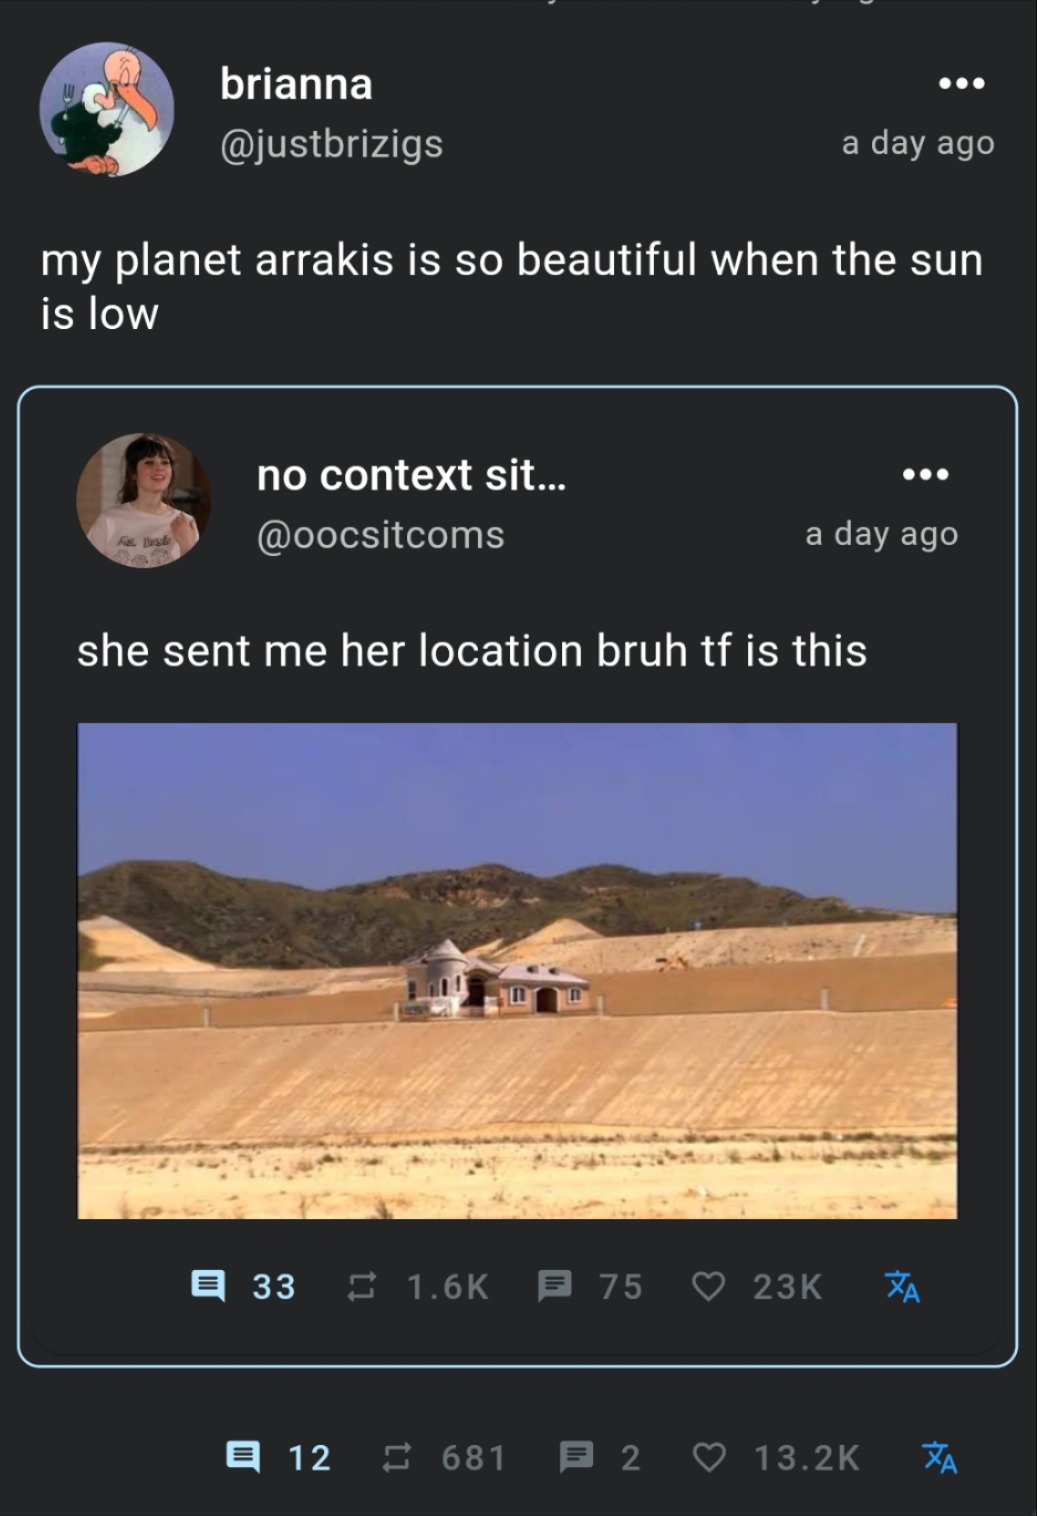 brianna
@justbrizigs
a day ago
my planet arrakis is so beautiful when the sun
is low
no context sit...
@oocsitcoms
a day ago
she sent me her location bruh tf is this
33 1.6K 75 23K
12 681 2 13.2K